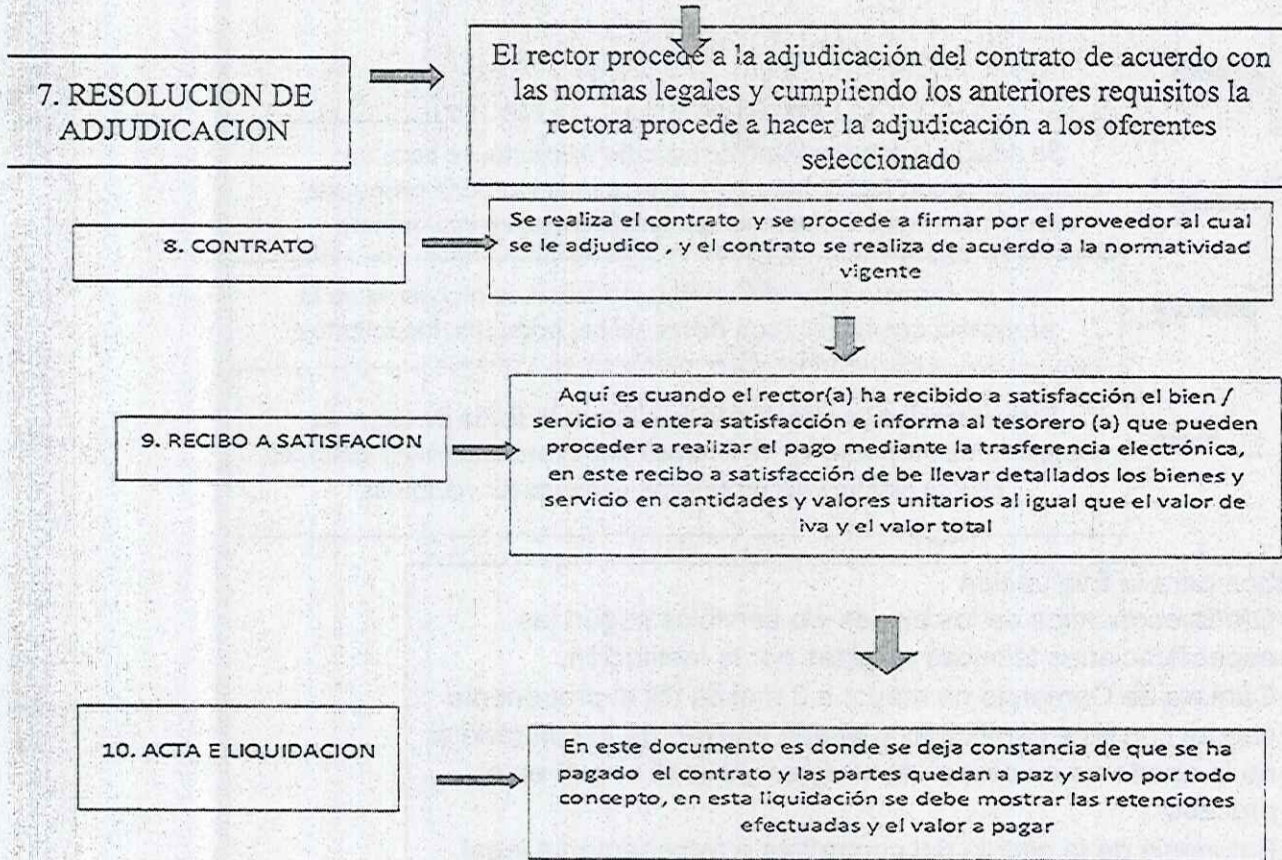 7. RESOLUCION DE
ADJUDICACION
El rector procede a la adjudicación del contrato de acuerdo con
las normas legales y cumpliendo los anteriores requisitos la
rectora procede a hacer la adjudicación a los oferentes
seleccionado
8. CONTRATO
Se realiza el contrato y se procede a firmar por el proveedor al cual
se le adjudico , y el contrato se realiza de acuerdo a la normatividad
vigente
9. RECIBO A SATISFACION
Aquí es cuando el rector(a) ha recibido a satisfacción el bien /
servicio a entera satisfacción e informa al tesorero (a) que pueden
proceder a realizar el pago mediante la trasferencia electrónica,
en este recibo a satisfacción de be llevar detallados los bienes y
servicio en cantidades y valores unitarios al igual que el valor de
iva y el valor total
10. ACTA E LIQUIDACION
En este documento es donde se deja constancia de que se ha
pagado el contrato y las partes quedan a paz y salvo por todo
concepto, en esta liquidación se debe mostrar las retenciones
efectuadas y el valor a pagar